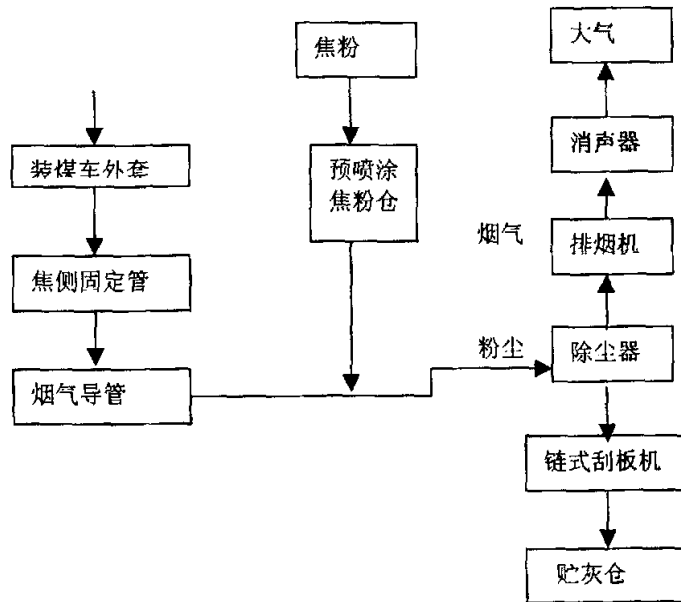 焦粉
大气
装煤车外套
预喷涂
焦粉仓
消声器
烟气
排烟机
焦侧固定管
粉尘
除尘器
烟气导管
链式刮板机
贮灰仓